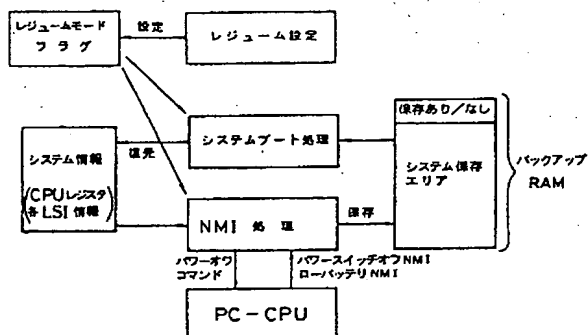 レジュームモード
フラグ
設定
レジューム設定
システムブート処理
保存あり/なし
システム情報
(CPUレジスタ
各LSI情報)
復元
システム保存
エリア
バックアップ
RAM
NMI 処理
保存
パワーオフ
コマンド
パワースイッチオフNMI
ローバッテリNMI
PC-CPU